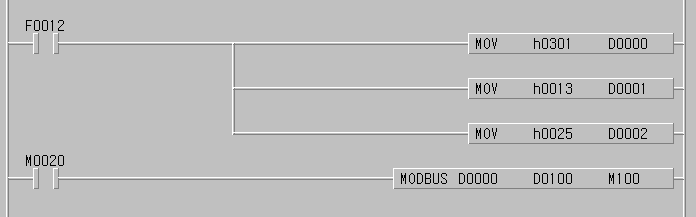 F0012
MOV h0301 D0000
MOV h0013 D0001
MOV h0025 D0002
M0020
MODBUS D0000 D0100 M100